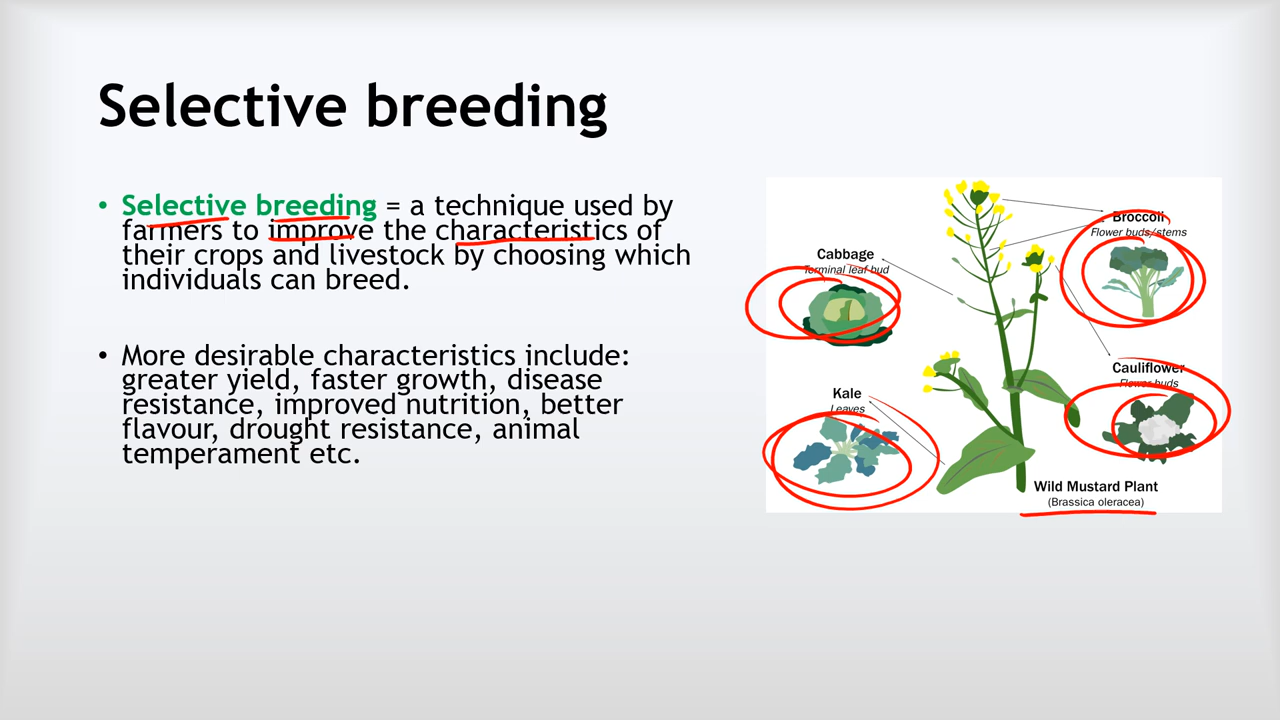 Selective breeding
• Selective breeding = a technique used by
farmers to improve the characteristics of
their crops and livestock by choosing which
individuals can breed.
• More desirable characteristics include:
greater yield, faster growth, disease
resistance, improved nutrition, better
flavour, drought resistance, animal
temperament etc.
Broccoli
Flower buds/stems
Cabbage
Terminal leaf bud
Cauliflower
Flower buds
Kale
Leaves
Wild Mustard Plant
(Brassica oleracea)